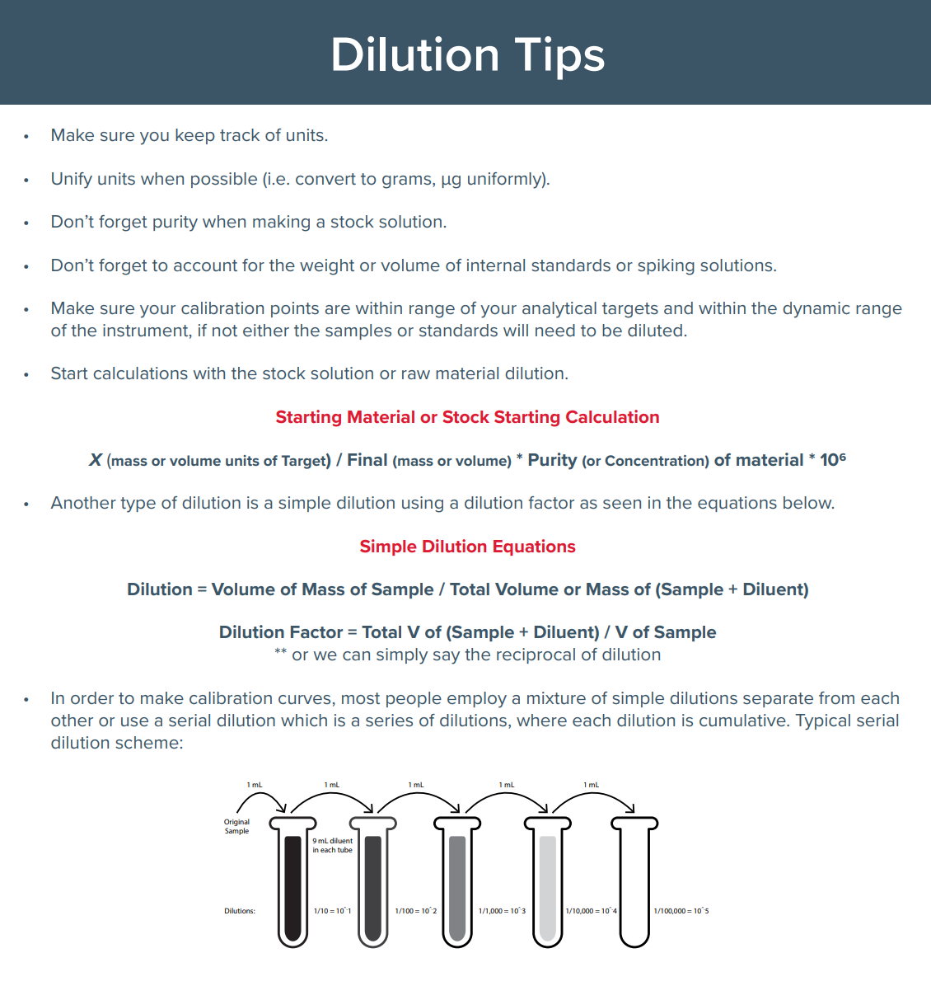 Dilution Tips
• Make sure you keep track of units.
• Unify units when possible (i.e. convert to grams, µg uniformly).
• Don’t forget purity when making a stock solution.
• Don’t forget to account for the weight or volume of internal standards or spiking solutions.
• Make sure your calibration points are within range of your analytical targets and within the dynamic range
of the instrument, if not either the samples or standards will need to be diluted.
• Start calculations with the stock solution or raw material dilution.
Starting Material or Stock Starting Calculation
X (mass or volume units of Target) / Final (mass or volume) * Purity (or Concentration) of material * 10⁶
• Another type of dilution is a simple dilution using a dilution factor as seen in the equations below.
Simple Dilution Equations
Dilution = Volume of Mass of Sample / Total Volume or Mass of (Sample + Diluent)
Dilution Factor = Total V of (Sample + Diluent) / V of Sample
** or we can simply say the reciprocal of dilution
• In order to make calibration curves, most people employ a mixture of simple dilutions separate from each
other or use a serial dilution which is a series of dilutions, where each dilution is cumulative. Typical serial
dilution scheme:
1 mL 1 mL 1 mL 1 mL 1 mL
Original
Sample
9 mL diluent
in each tube
Dilutions: 1/10 = 10^-1 1/100 = 10^-2 1/1,000 = 10^-3 1/10,000 = 10^-4 1/100,000 = 10^-5